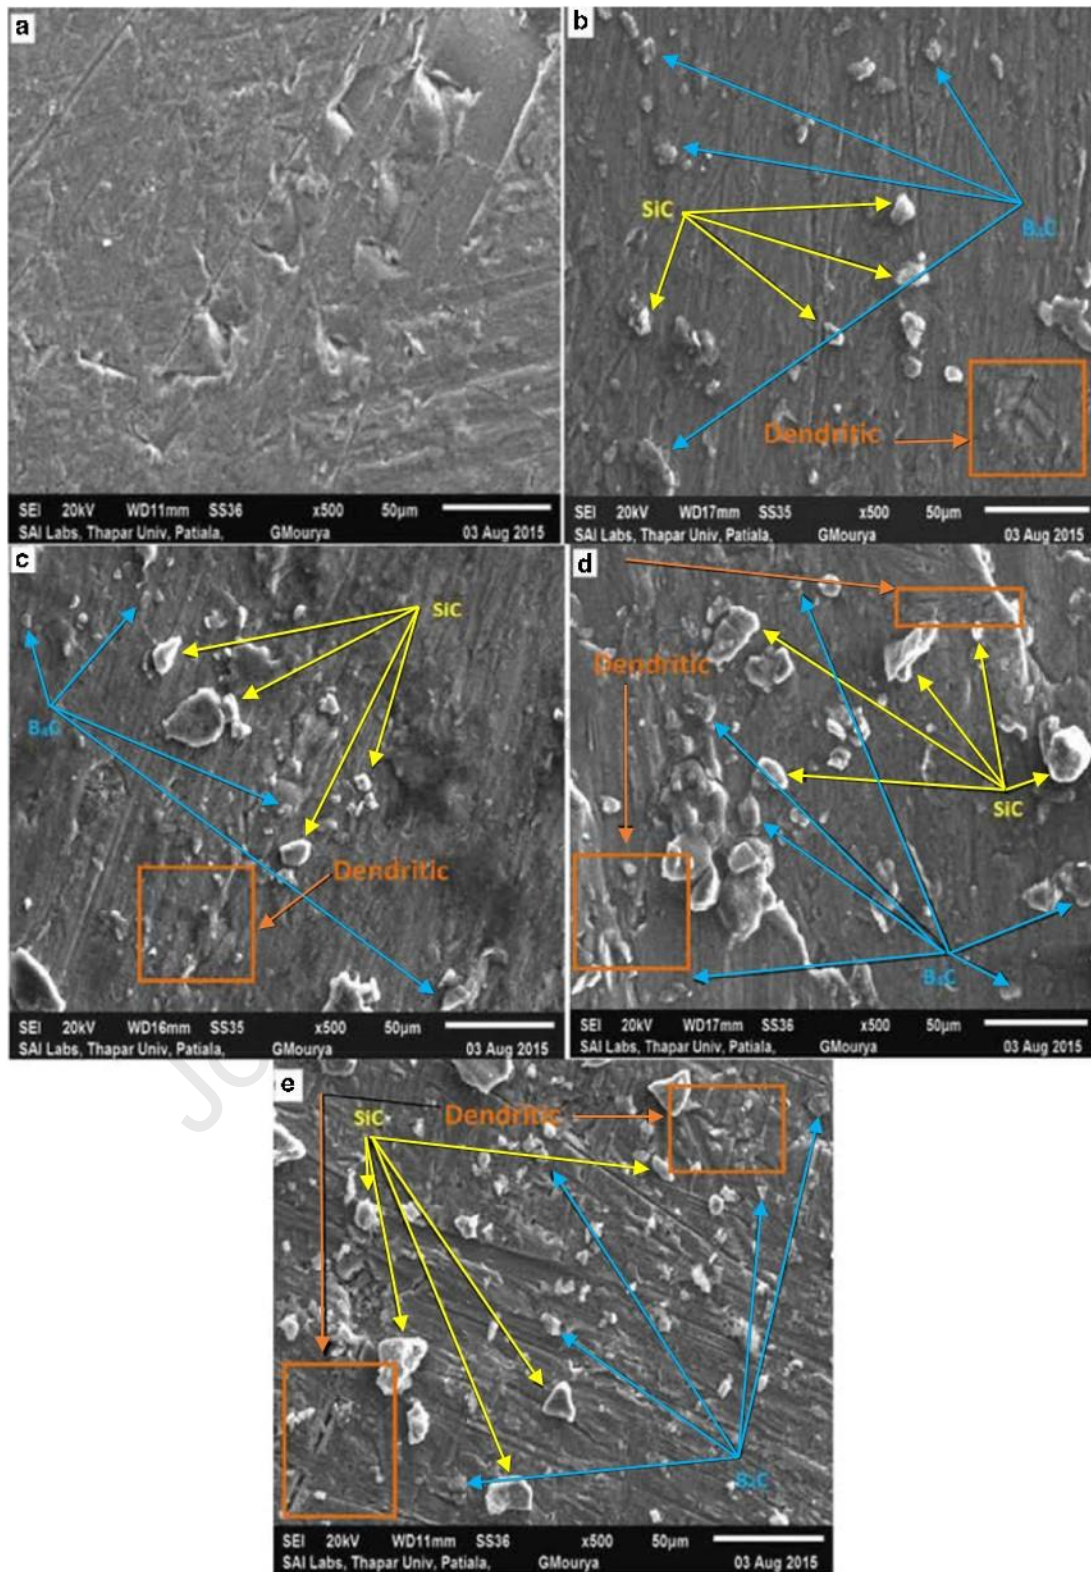 a
SEI 20kV WD11mm SS36 x500 50µm
SAI Labs, Thapar Univ, Patiala, GMourya 03 Aug 2015
b
SiC
B₄C
Dendritic
SEI 20kV WD17mm SS35 x500 50µm
SAI Labs, Thapar Univ, Patiala, GMourya 03 Aug 2015
c
SiC
B₄C
Dendritic
SEI 20kV WD16mm SS35 x500 50µm
SAI Labs, Thapar Univ, Patiala, GMourya 03 Aug 2015
d
Dendritic
SiC
B₄C
SEI 20kV WD17mm SS36 x500 50µm
SAI Labs, Thapar Univ, Patiala, GMourya 03 Aug 2015
e
SiC
Dendritic
B₄C
SEI 20kV WD11mm SS36 x500 50µm
SAI Labs, Thapar Univ, Patiala, GMourya 03 Aug 2015